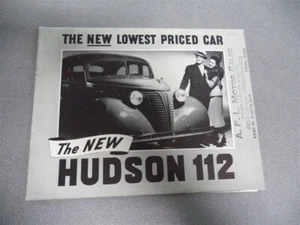 THE NEW LOWEST PRICED CAR
The NEW
HUDSON 112